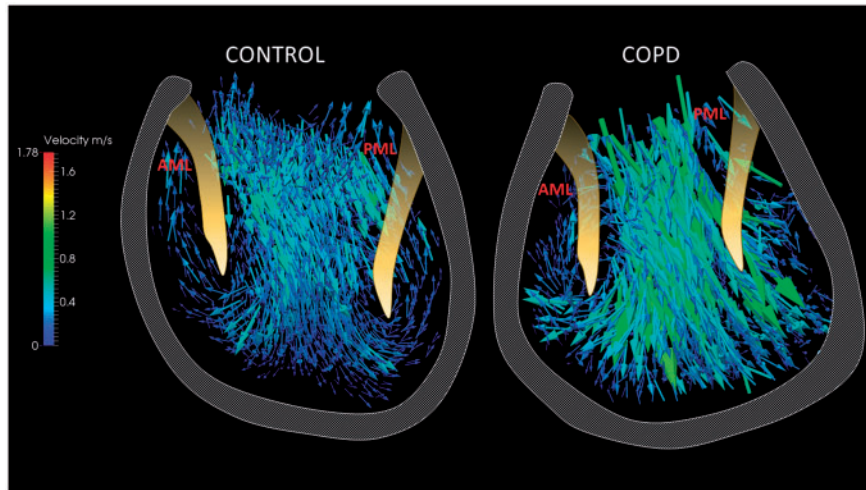 CONTROL
COPD
Velocity m/s
1.78
1.6
1.2
0.8
0.4
0
AML
PML
AML
PML